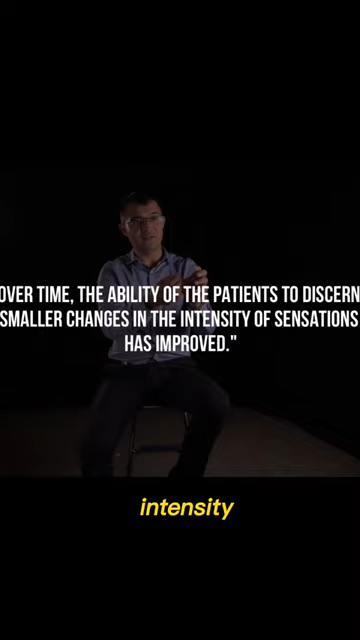 OVER TIME, THE ABILITY OF THE PATIENTS TO DISCERN
SMALLER CHANGES IN THE INTENSITY OF SENSATIONS
HAS IMPROVED."
intensity